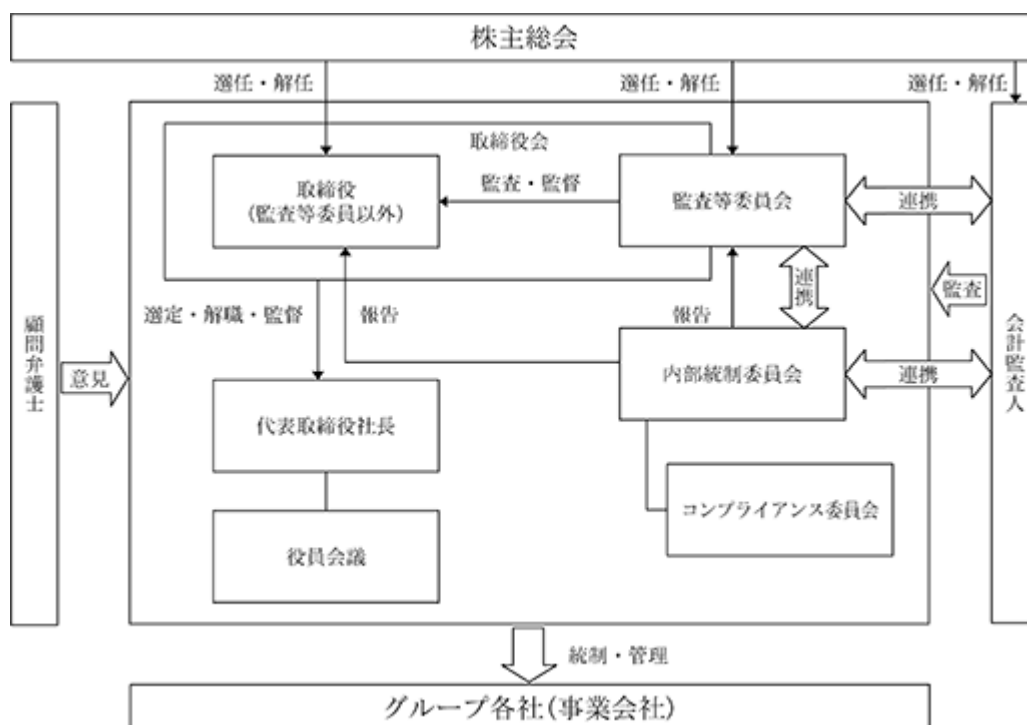 株主総会
選任・解任
選任・解任
選任・解任
取締役会
取締役
(監査等委員以外)
監査・監督
監査等委員会
連携
連携
監査
選定・解職・監督
報告
報告
顧問弁護士
意見
内部統制委員会
連携
会計監査人
代表取締役社長
コンプライアンス委員会
役員会議
統制・管理
グループ各社(事業会社)